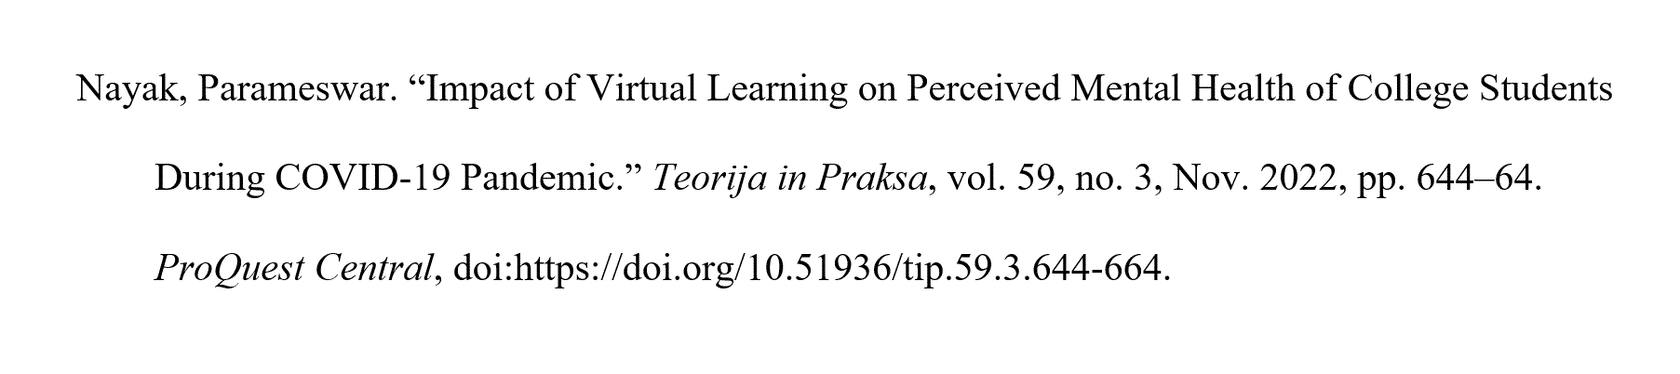 Nayak, Parameswar. “Impact of Virtual Learning on Perceived Mental Health of College Students
During COVID-19 Pandemic.” Teorija in Praksa, vol. 59, no. 3, Nov. 2022, pp. 644–64.
ProQuest Central, doi:https://doi.org/10.51936/tip.59.3.644-664.